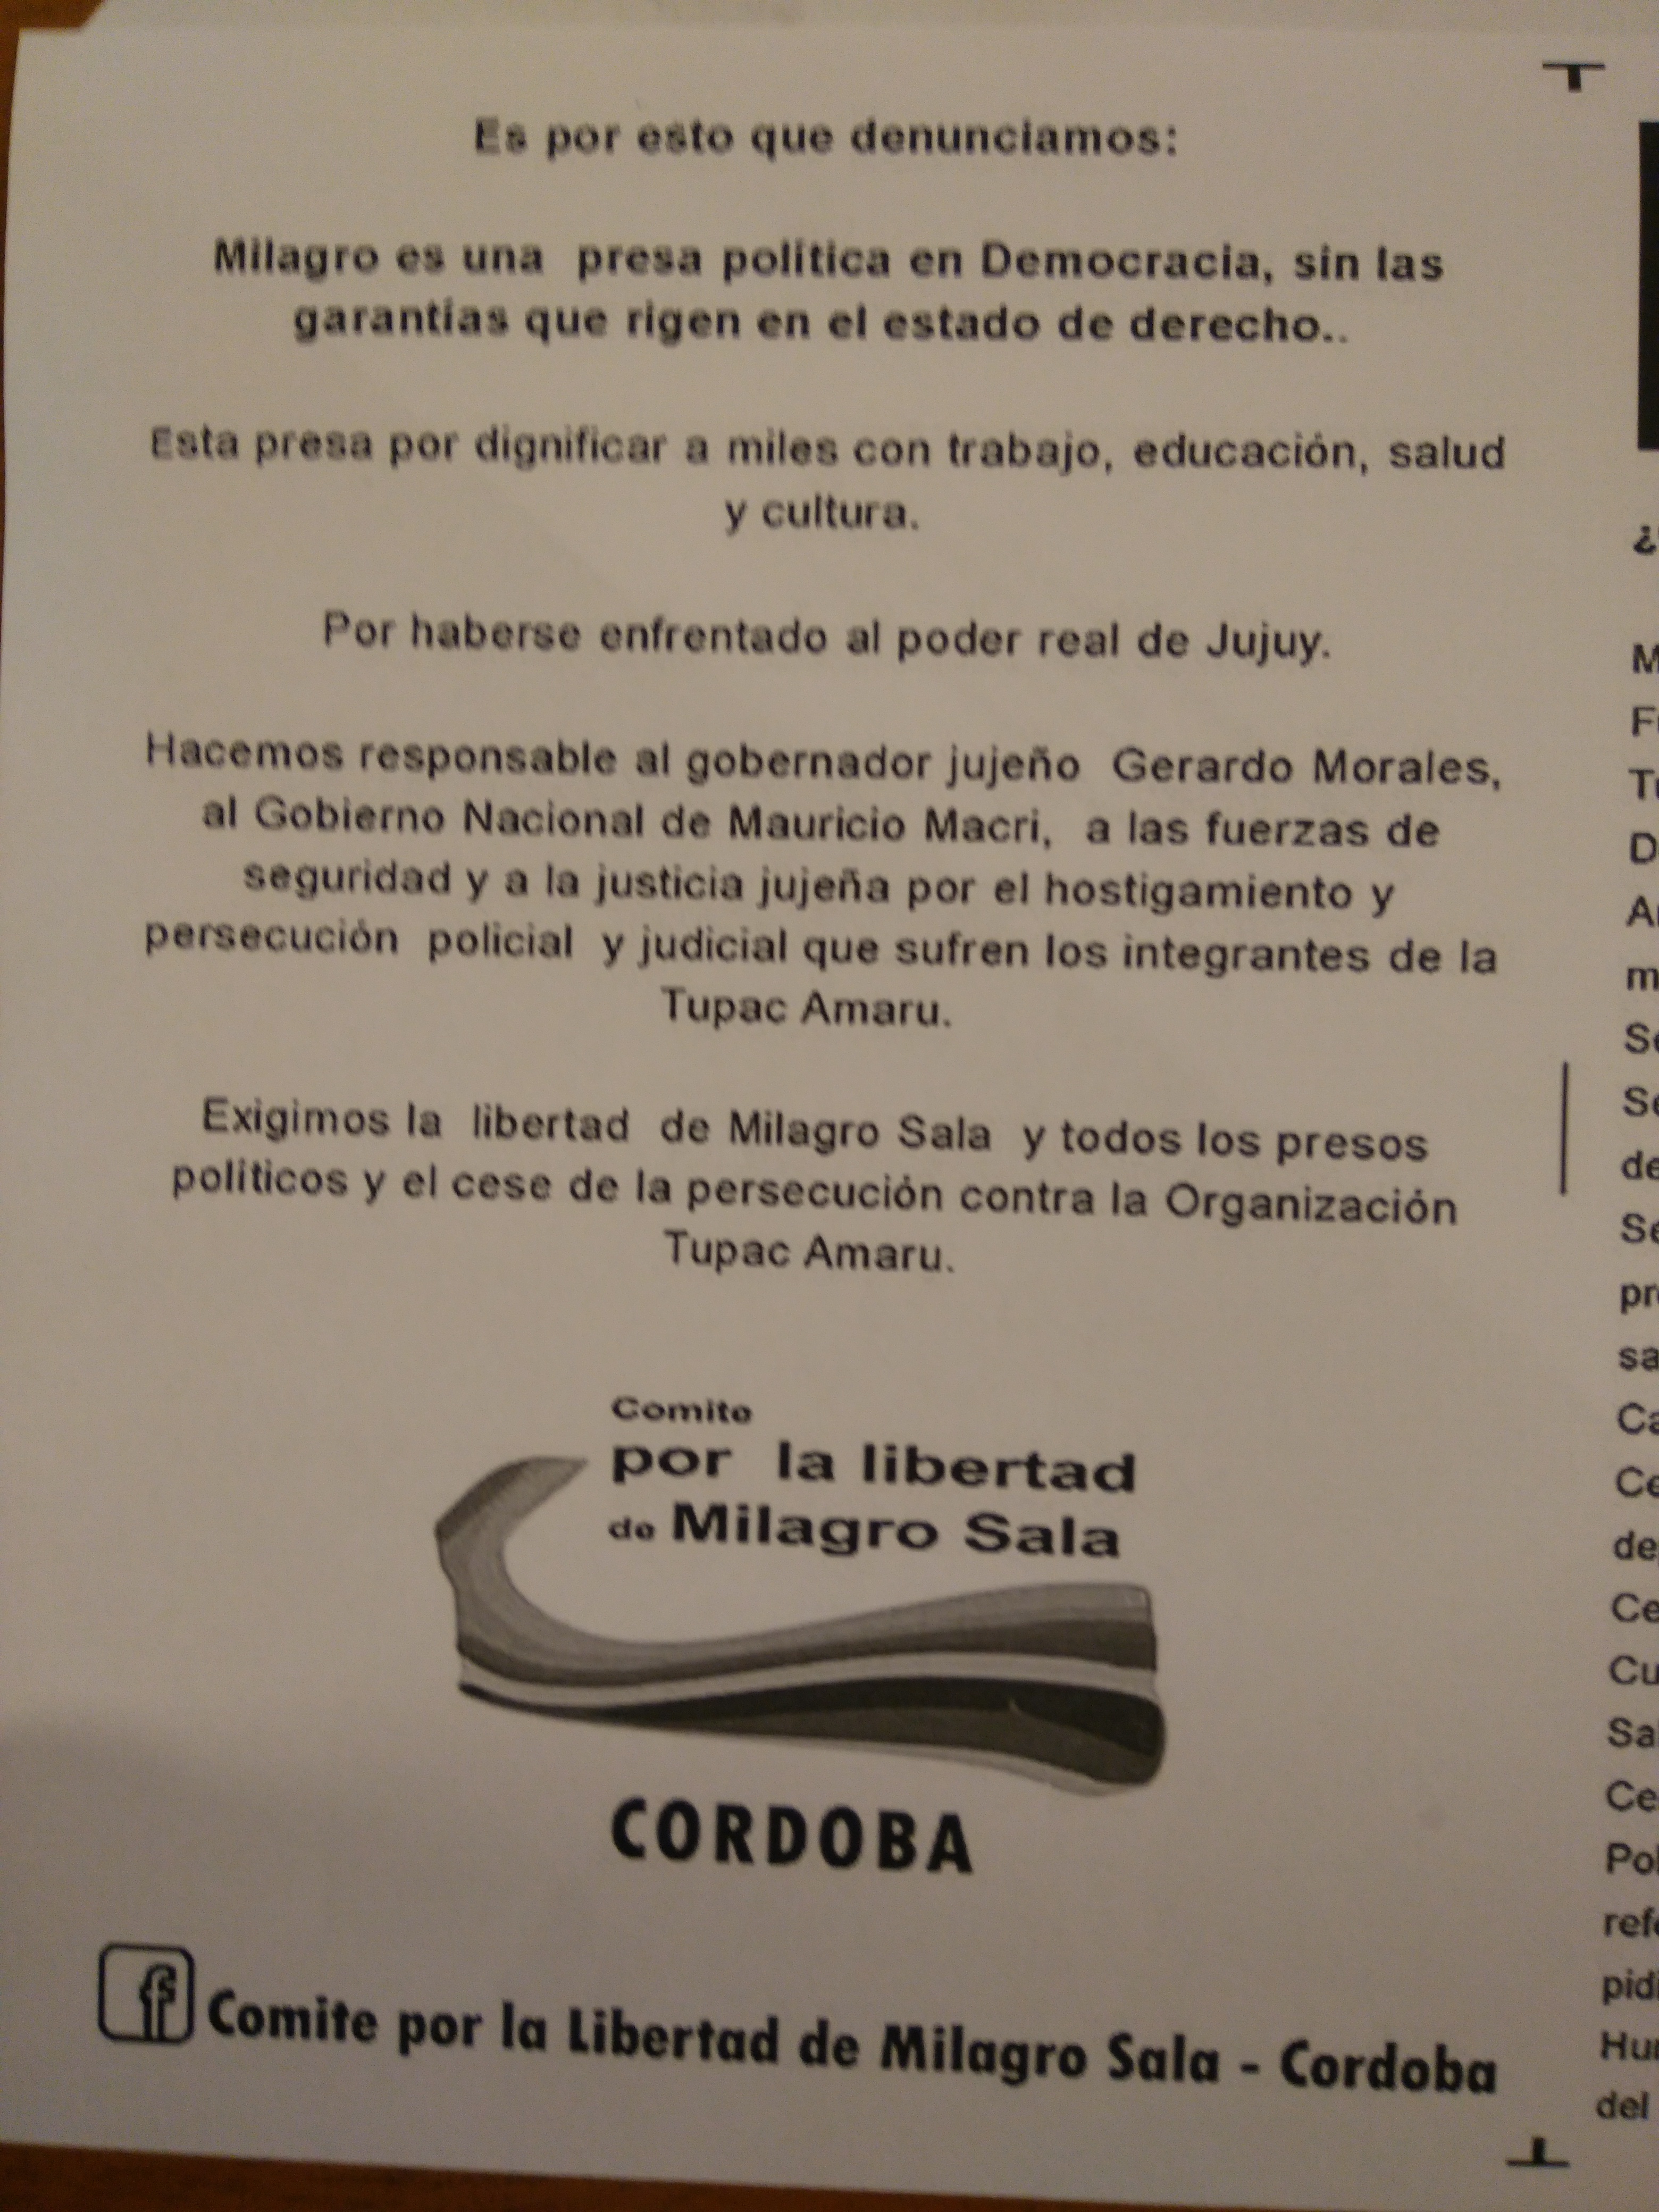 Es por esto que denunciamos:
Milagro es una presa política en Democracia, sin las
garantías que rigen en el estado de derecho..
Esta presa por dignificar a miles con trabajo, educación, salud
y cultura.
Por haberse enfrentado al poder real de Jujuy.
Hacemos responsable al gobernador jujeño Gerardo Morales,
al Gobierno Nacional de Mauricio Macri, a las fuerzas de
seguridad y a la justicia jujeña por el hostigamiento y
persecución policial y judicial que sufren los integrantes de la
Tupac Amaru.
Exigimos la libertad de Milagro Sala y todos los presos
políticos y el cese de la persecución contra la Organización
Tupac Amaru.
Comite
por la libertad
de Milagro Sala
CORDOBA
f Comite por la Libertad de Milagro Sala - Cordoba
de
del